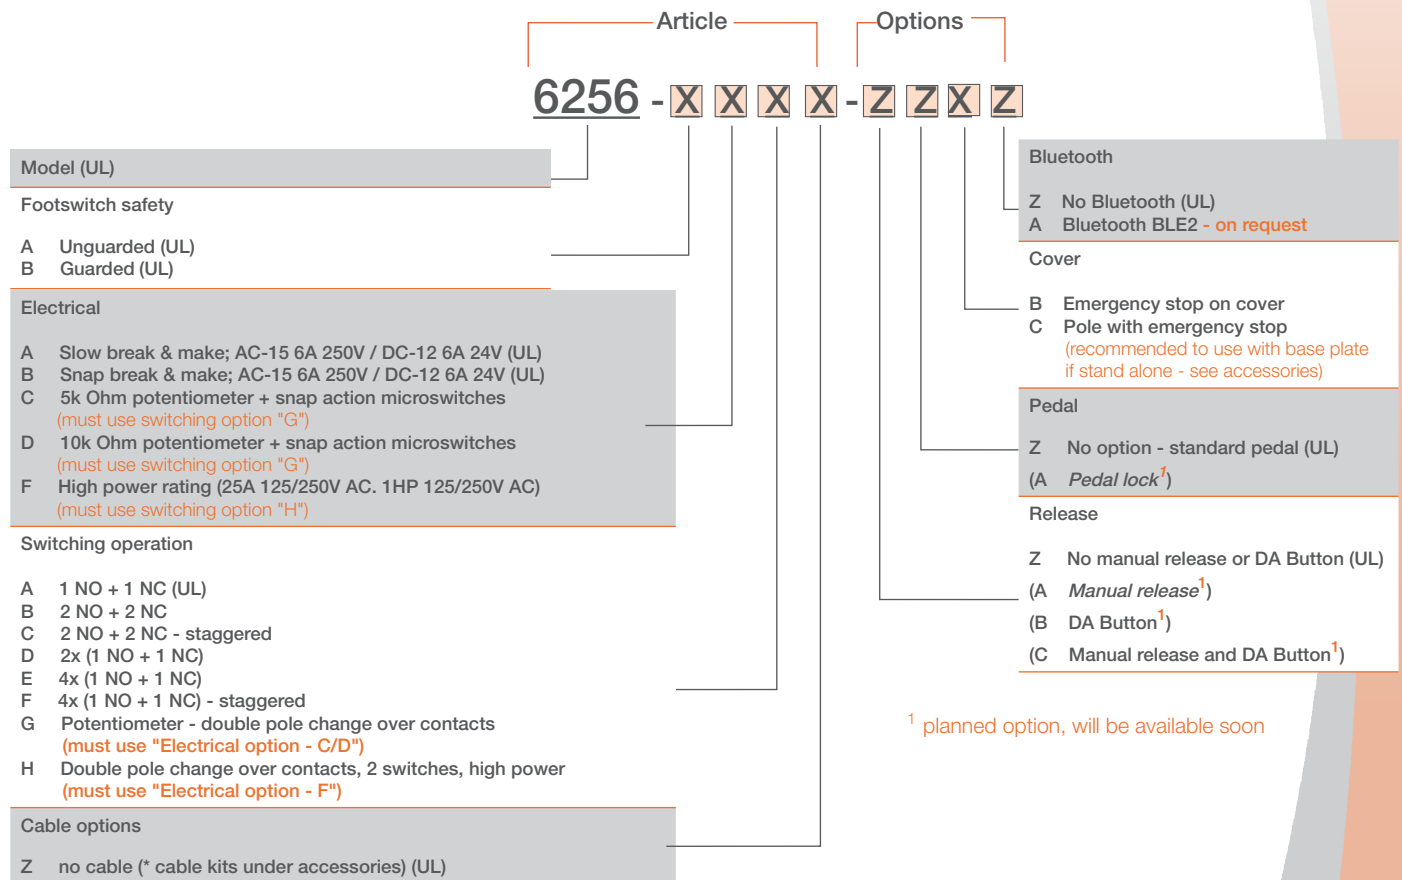 Article
Options
6256 - X X X X - Z Z X Z
Model (UL)
Footswitch safety
A Unguarded (UL)
B Guarded (UL)
Electrical
A Slow break & make; AC-15 6A 250V / DC-12 6A 24V (UL)
B Snap break & make; AC-15 6A 250V / DC-12 6A 24V (UL)
C 5k Ohm potentiometer + snap action microswitches
(must use switching option "G")
D 10k Ohm potentiometer + snap action microswitches
(must use switching option "G")
F High power rating (25A 125/250V AC. 1HP 125/250V AC)
(must use switching option "H")
Switching operation
A 1 NO + 1 NC (UL)
B 2 NO + 2 NC
C 2 NO + 2 NC - staggered
D 2x (1 NO + 1 NC)
E 4x (1 NO + 1 NC)
F 4x (1 NO + 1 NC) - staggered
G Potentiometer - double pole change over contacts
(must use "Electrical option - C/D")
H Double pole change over contacts, 2 switches, high power
(must use "Electrical option - F")
Cable options
Z no cable (* cable kits under accessories) (UL)
Bluetooth
Z No Bluetooth (UL)
A Bluetooth BLE2 - on request
Cover
B Emergency stop on cover
C Pole with emergency stop
(recommended to use with base plate
if stand alone - see accessories)
Pedal
Z No option - standard pedal (UL)
(A Pedal lock¹)
Release
Z No manual release or DA Button (UL)
(A Manual release¹)
(B DA Button¹)
(C Manual release and DA Button¹)
¹ planned option, will be available soon